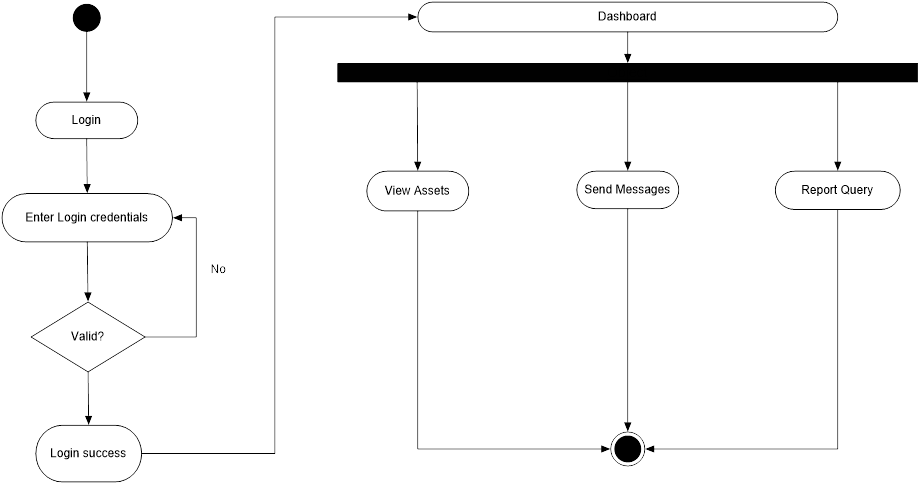 Login
Enter Login credentials
No
Valid?
Login success
Dashboard
View Assets
Send Messages
Report Query